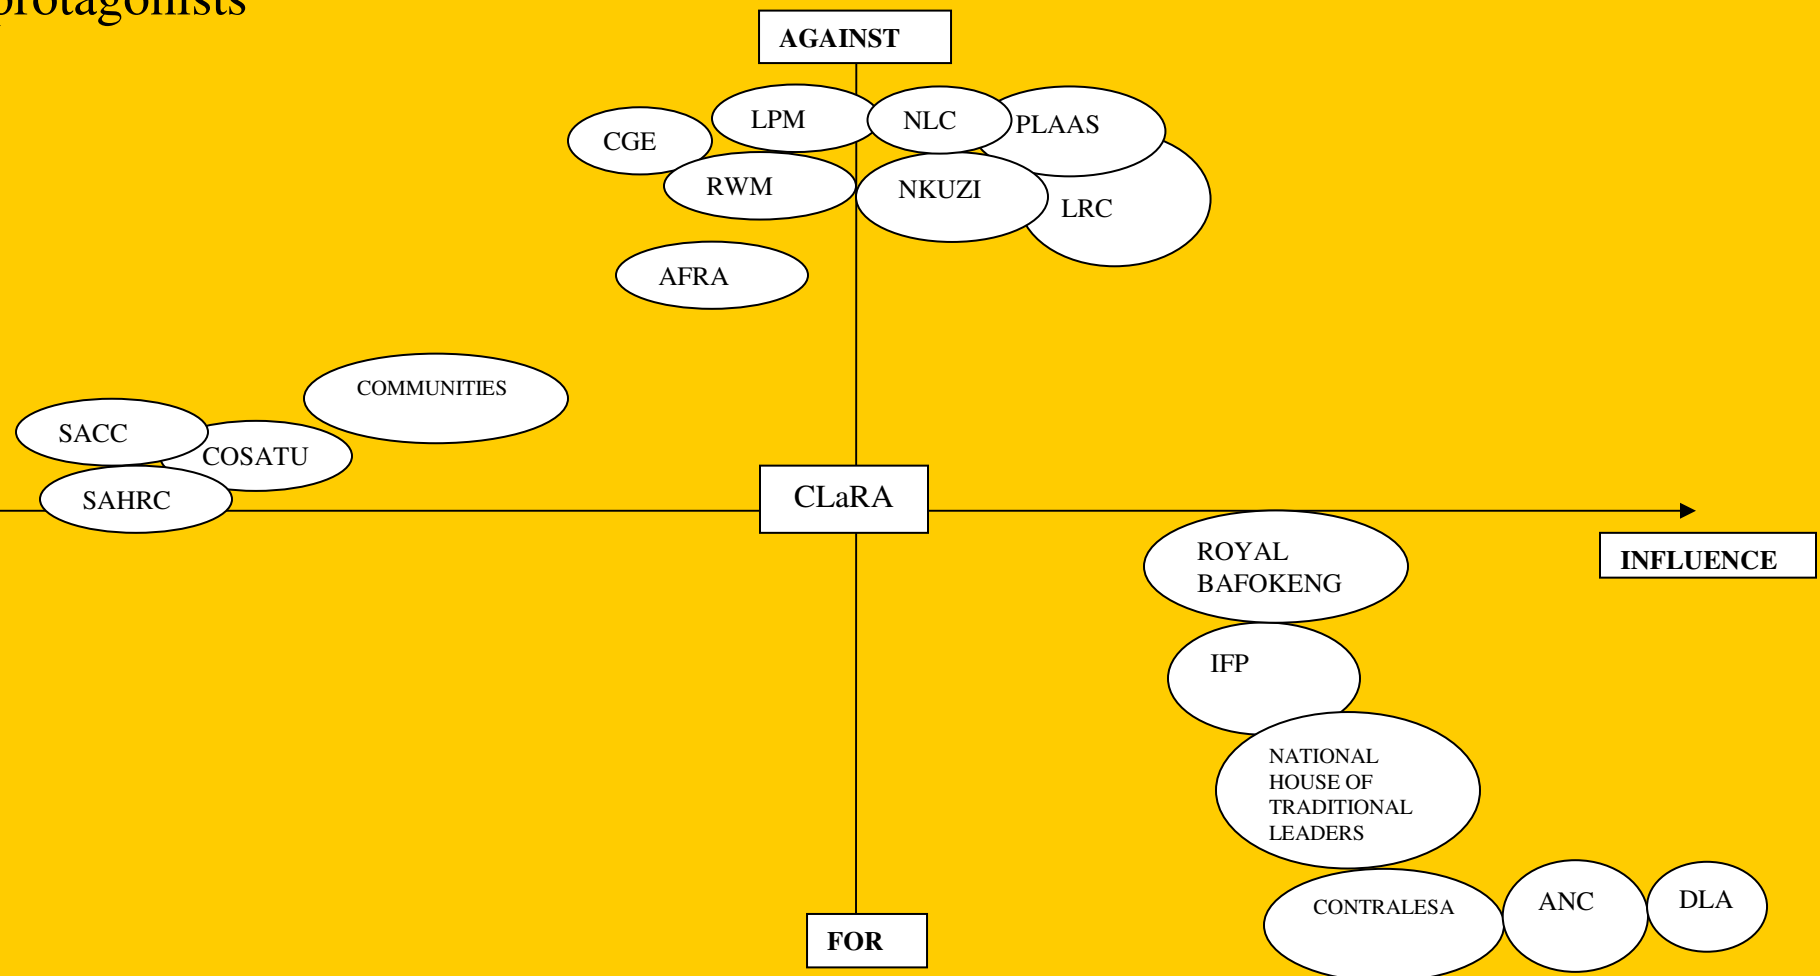 protagonists
AGAINST
LPM
NLC
PLAAS
CGE
RWM
NKUZI
LRC
AFRA
COMMUNITIES
SACC
COSATU
SAHRC
CLaRA
INFLUENCE
ROYAL
BAFOKENG
IFP
NATIONAL
HOUSE OF
TRADITIONAL
LEADERS
CONTRALESA
ANC
DLA
FOR